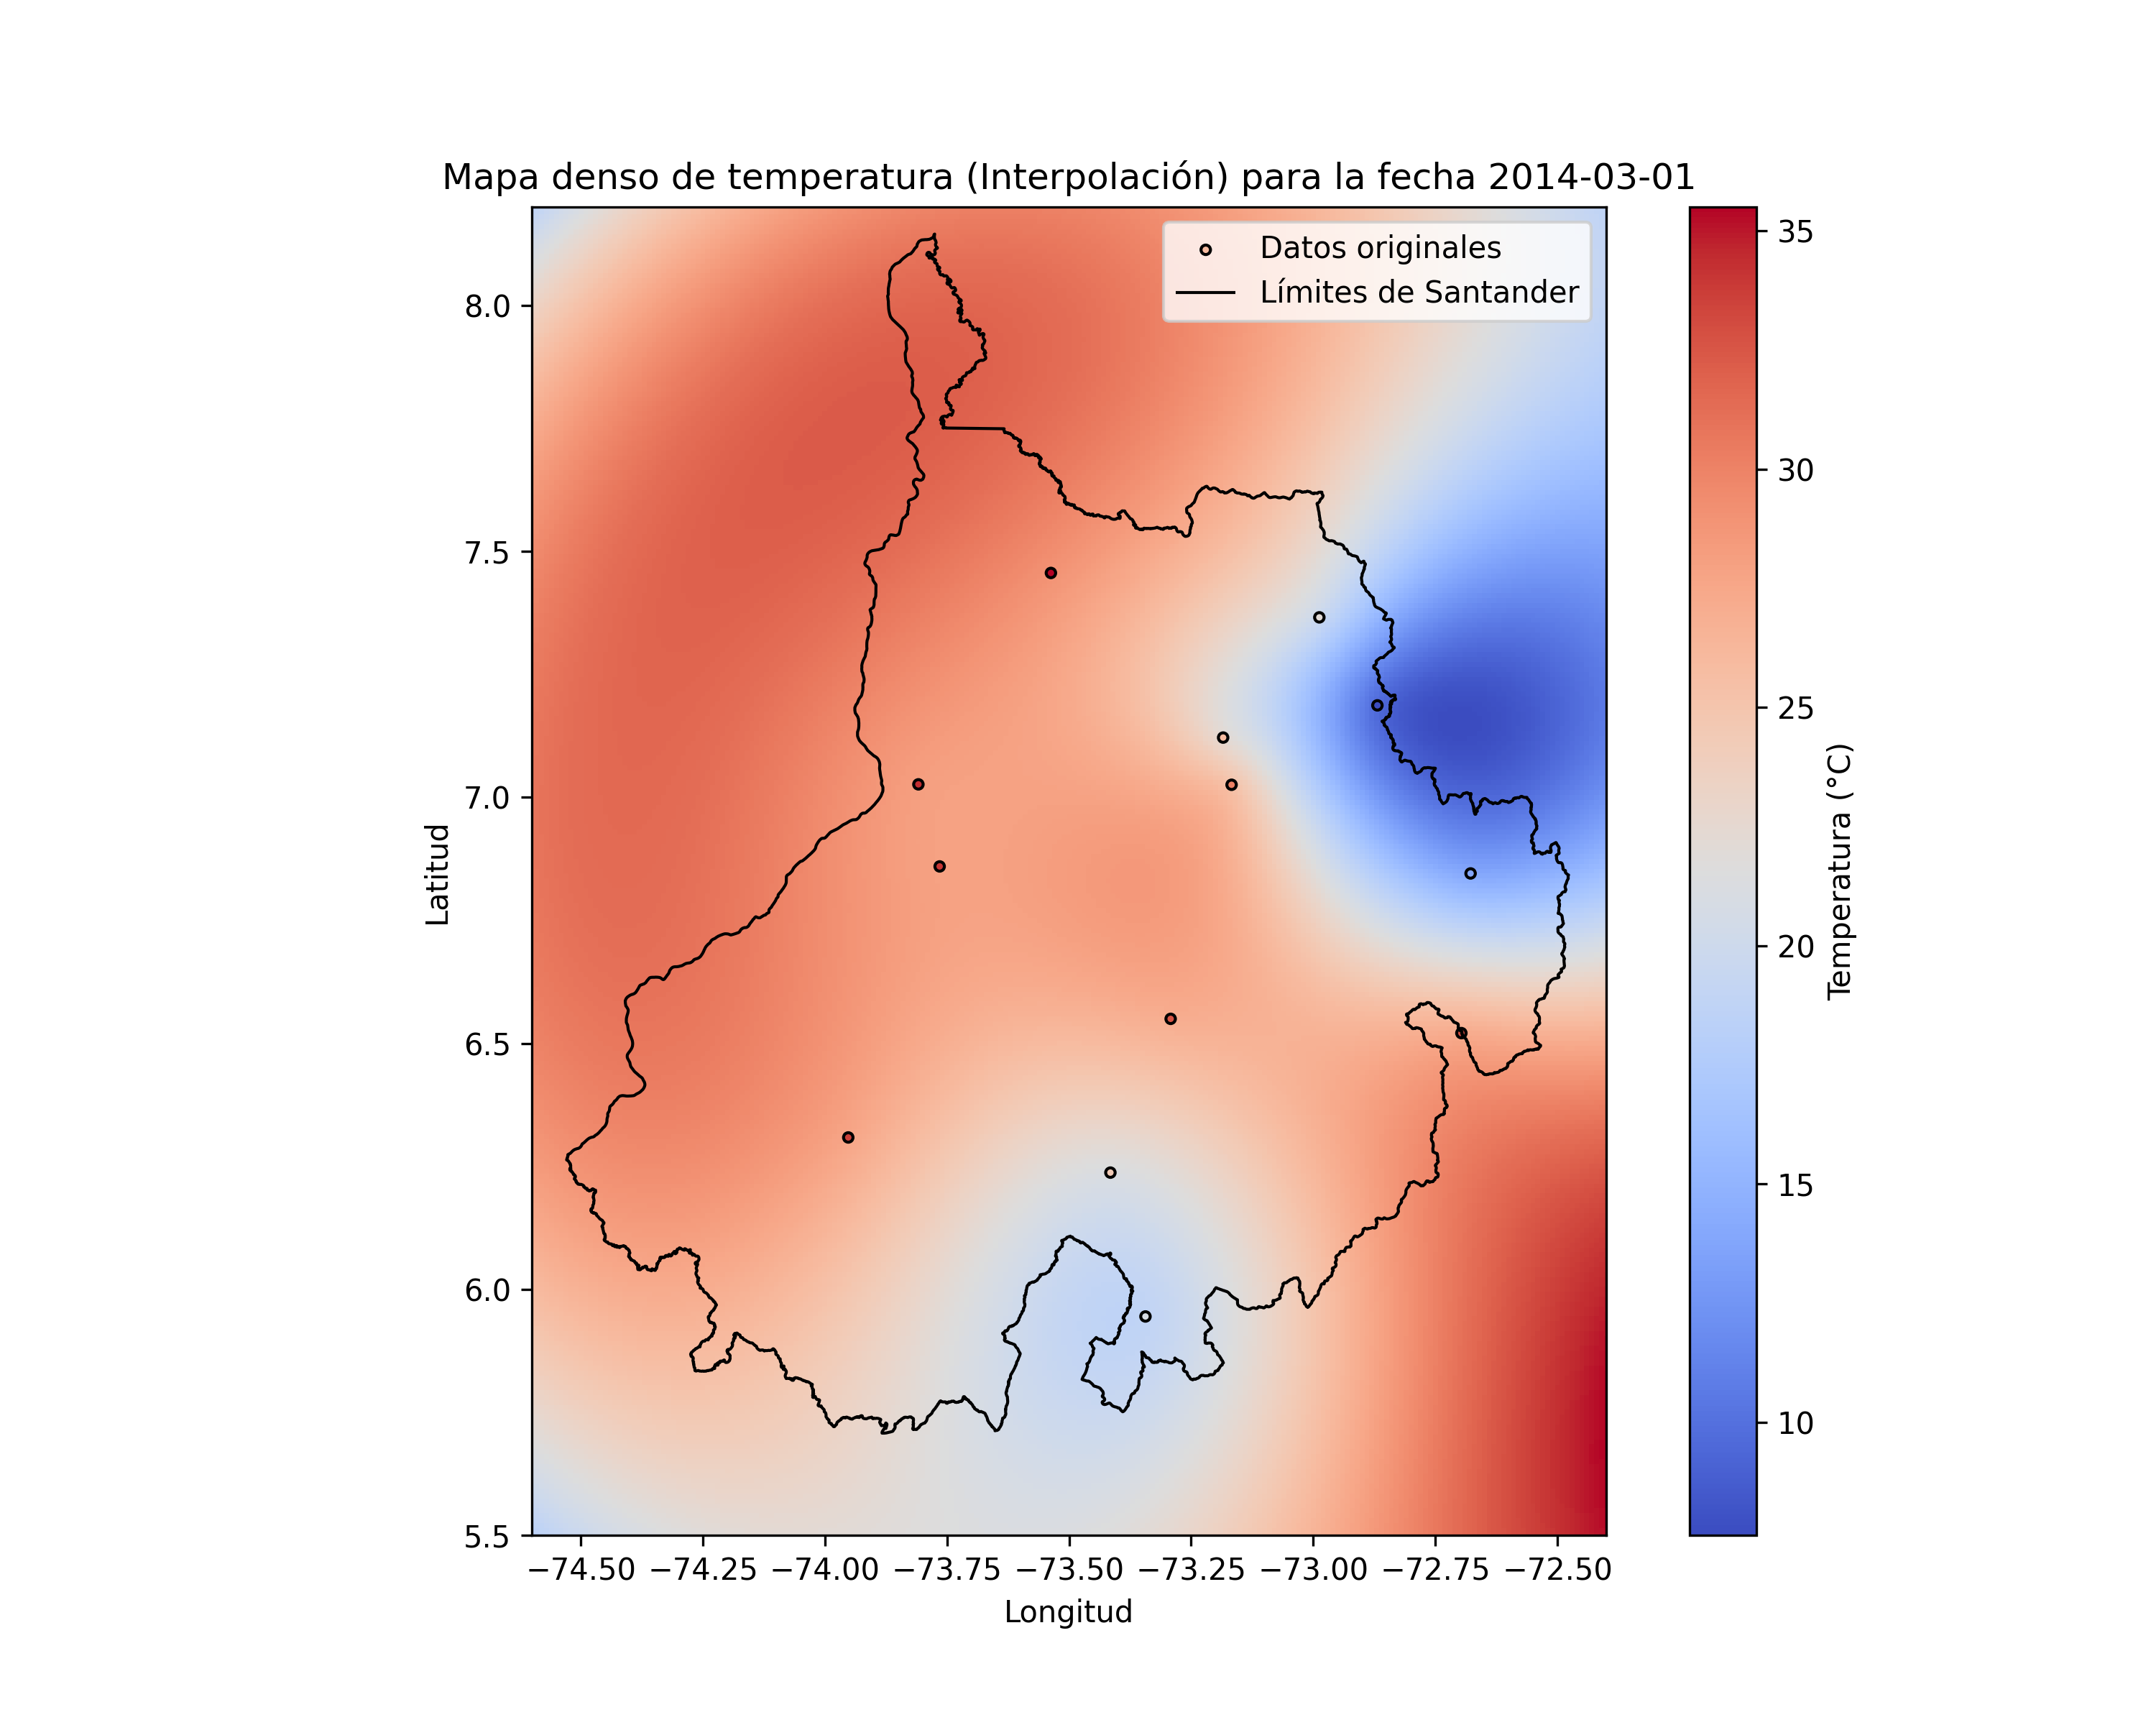 Mapa denso de temperatura (Interpolación) para la fecha 2014-03-01
Datos originales
Límites de Santander
8.0
7.5
7.0
6.5
6.0
5.5
Latitud
−74.50 −74.25 −74.00 −73.75 −73.50 −73.25 −73.00 −72.75 −72.50
Longitud
35
30
25
20
15
10
Temperatura (°C)